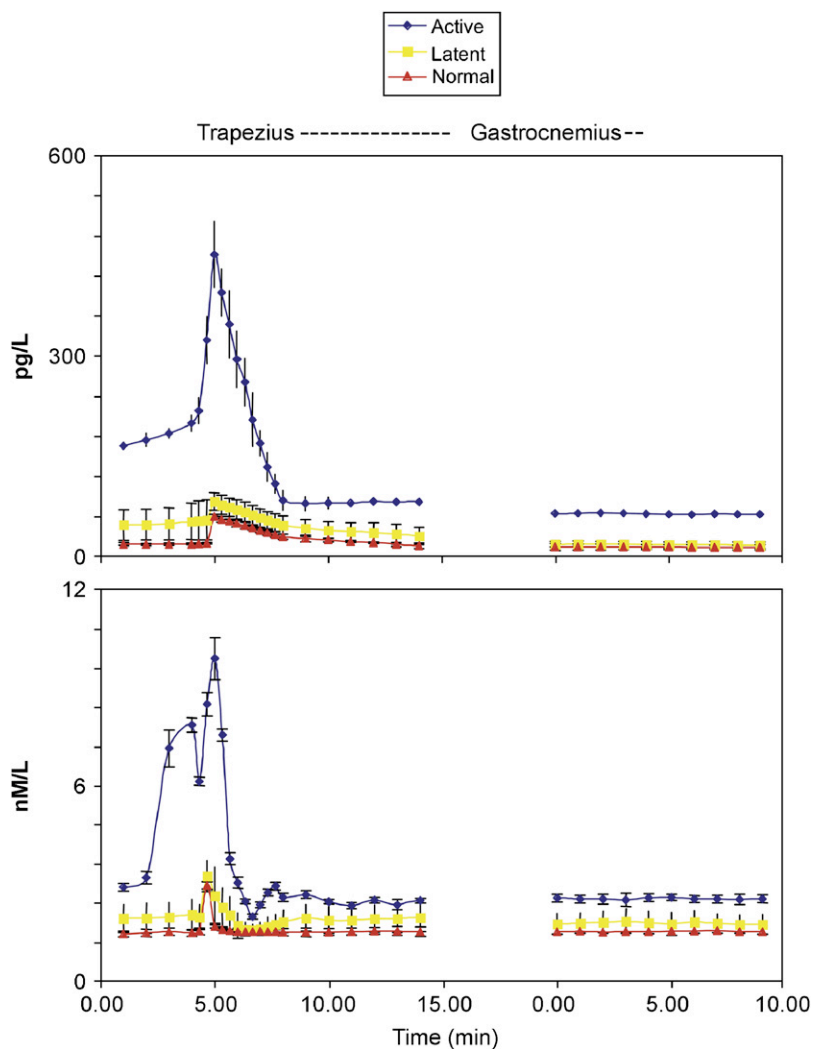 Active
Latent
Normal
Trapezius ------------- Gastrocnemius--
600
300
0
pg/L
12
6
0
nM/L
0.00 5.00 10.00 15.00 0.00 5.00 10.00
Time (min)